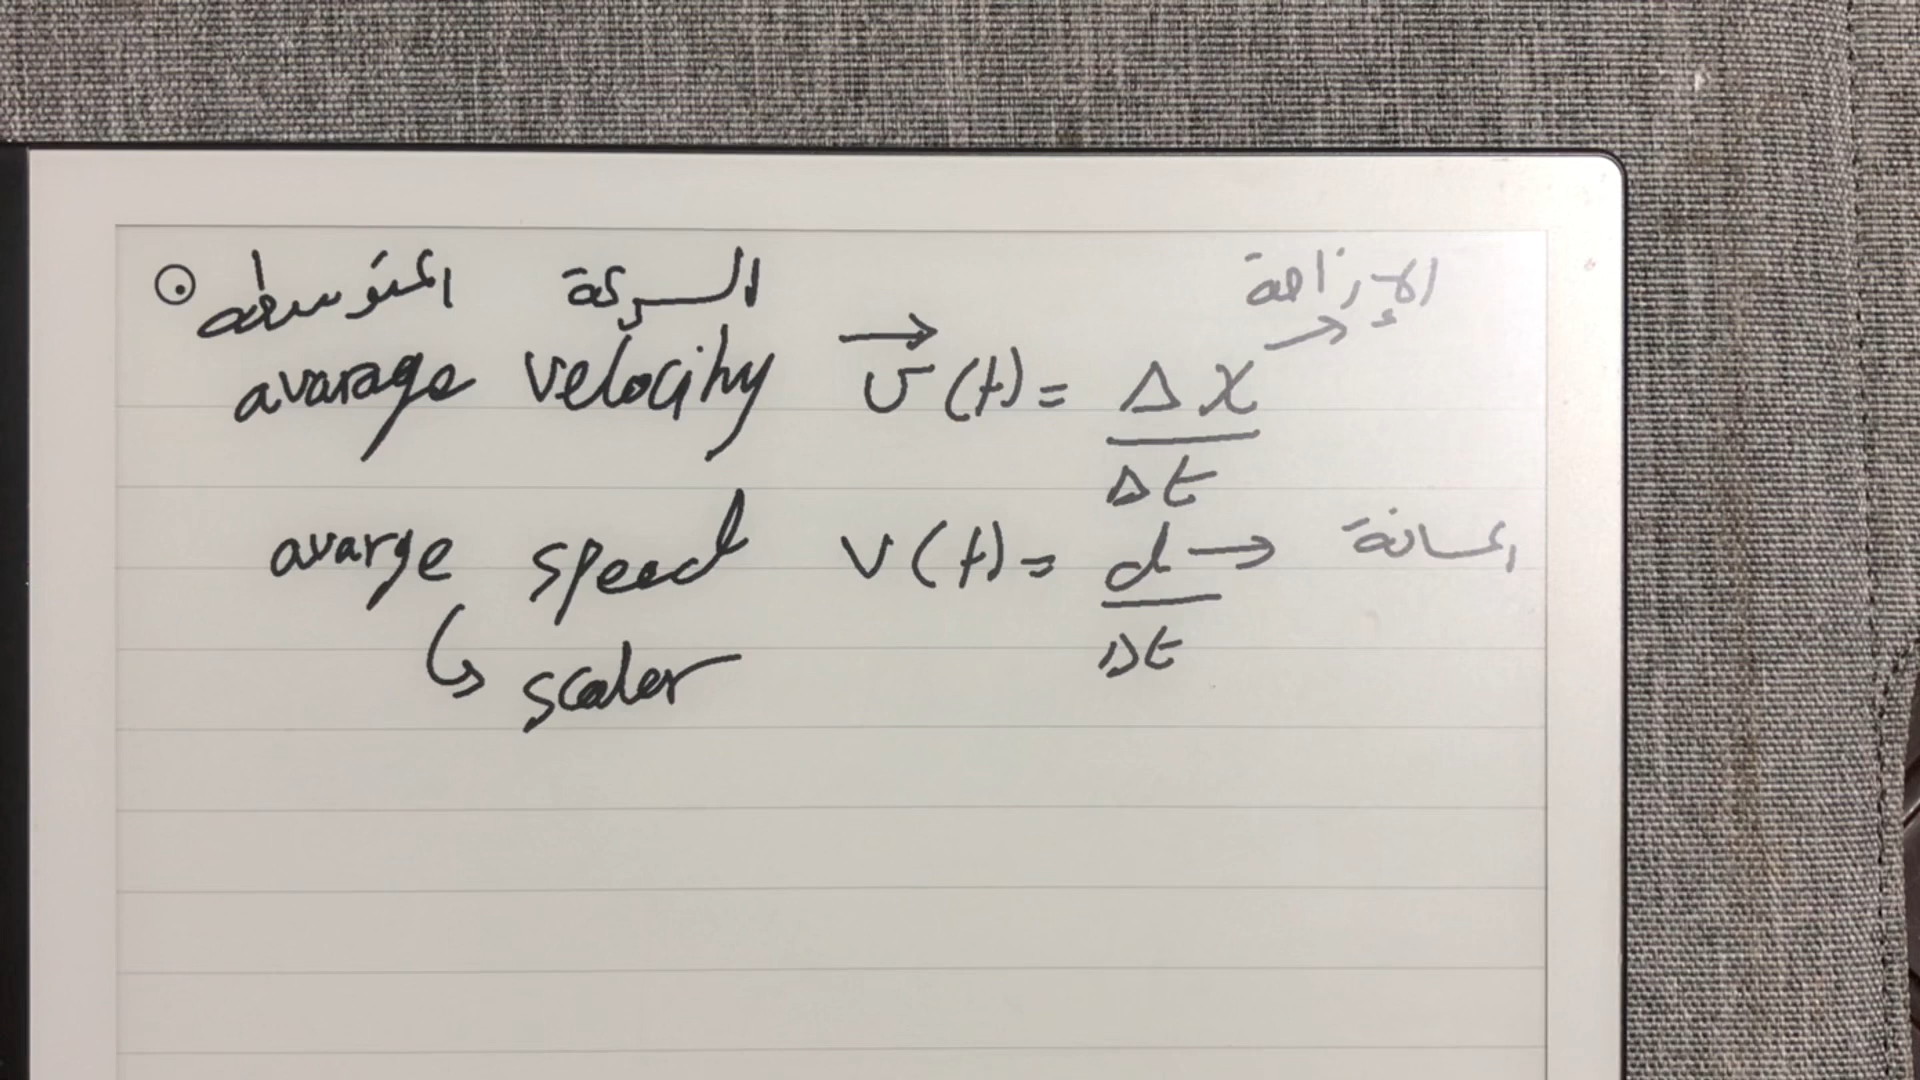 السرعة المتوسطة
الإزاحة
avarage velocity v(t) = Δx
Δt
avarge speed v(t) = d → المسافة
Δt
↳ scaler